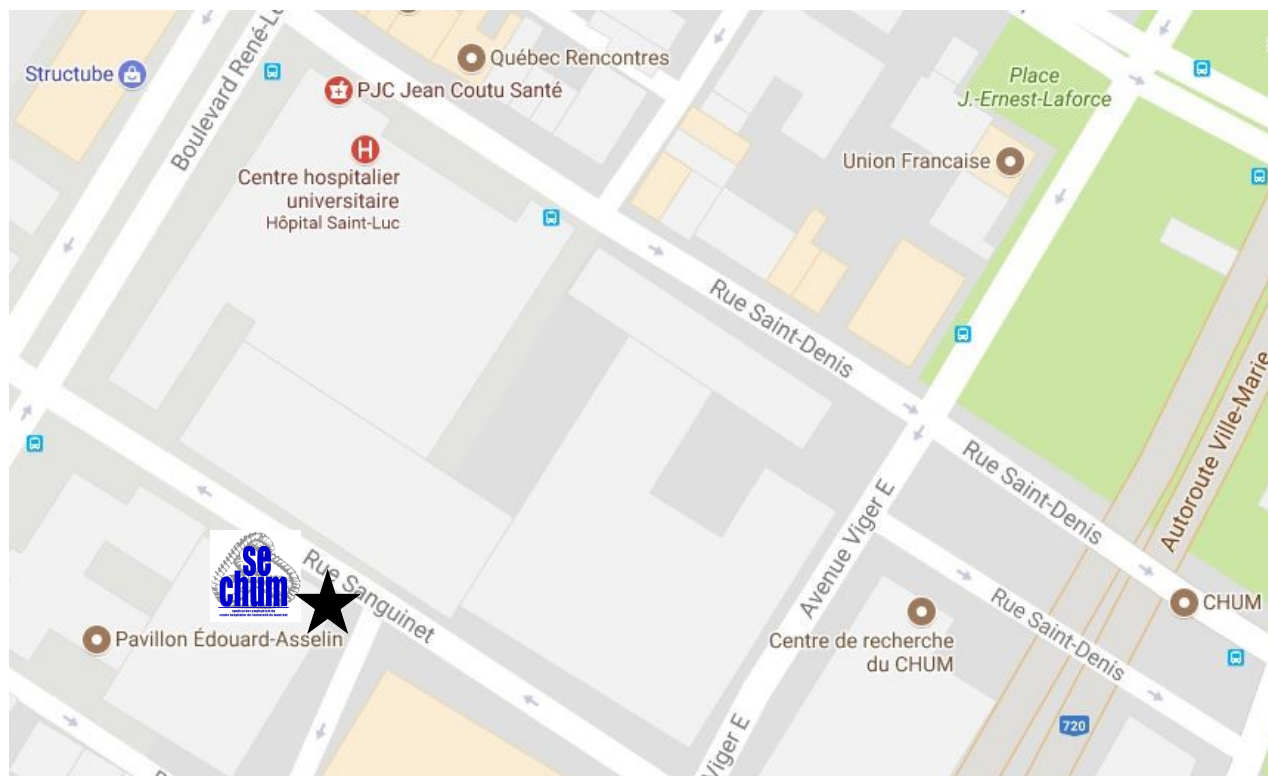 Boulevard René-L
Structube
Québec Rencontres
PJC Jean Coutu Santé
Place
J.-Ernest-Laforce
H
Centre hospitalier
universitaire
Hôpital Saint-Luc
Union Francaise
Rue Saint-Denis
Autoroute Ville-Marie
Rue Saint-Denis
Avenue Viger E
se
chum
Rue Sanguinet
Pavillon Édouard-Asselin
Rue Saint-Denis
CHUM
Centre de recherche
du CHUM
720
Viger E